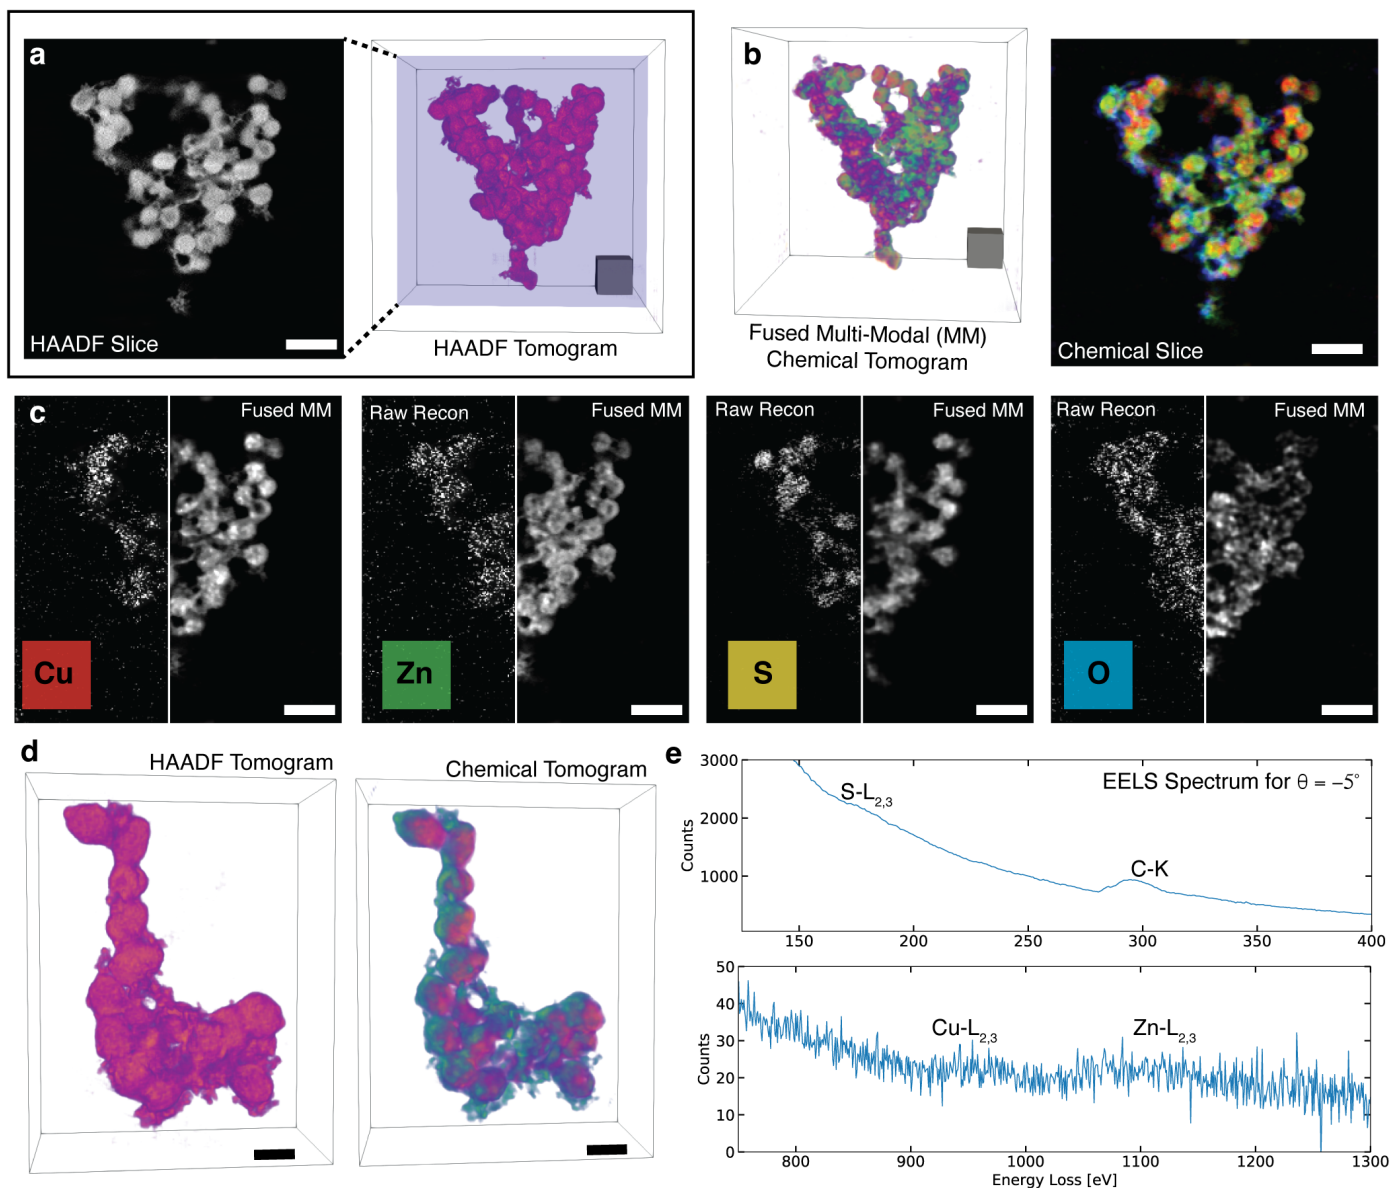 a
HAADF Slice
HAADF Tomogram
b
Fused Multi-Modal (MM)
Chemical Tomogram
Chemical Slice
c
Fused MM
Cu
Raw Recon
Fused MM
Zn
Raw Recon
Fused MM
S
Raw Recon
Fused MM
O
d
HAADF Tomogram
Chemical Tomogram
e
EELS Spectrum for θ = −5°
S-L2,3
C-K
Counts
3000
2000
1000
150 200 250 300 350 400
Cu-L2,3
Zn-L2,3
Counts
50
40
30
20
10
0
800 900 1000 1100 1200 1300
Energy Loss [eV]